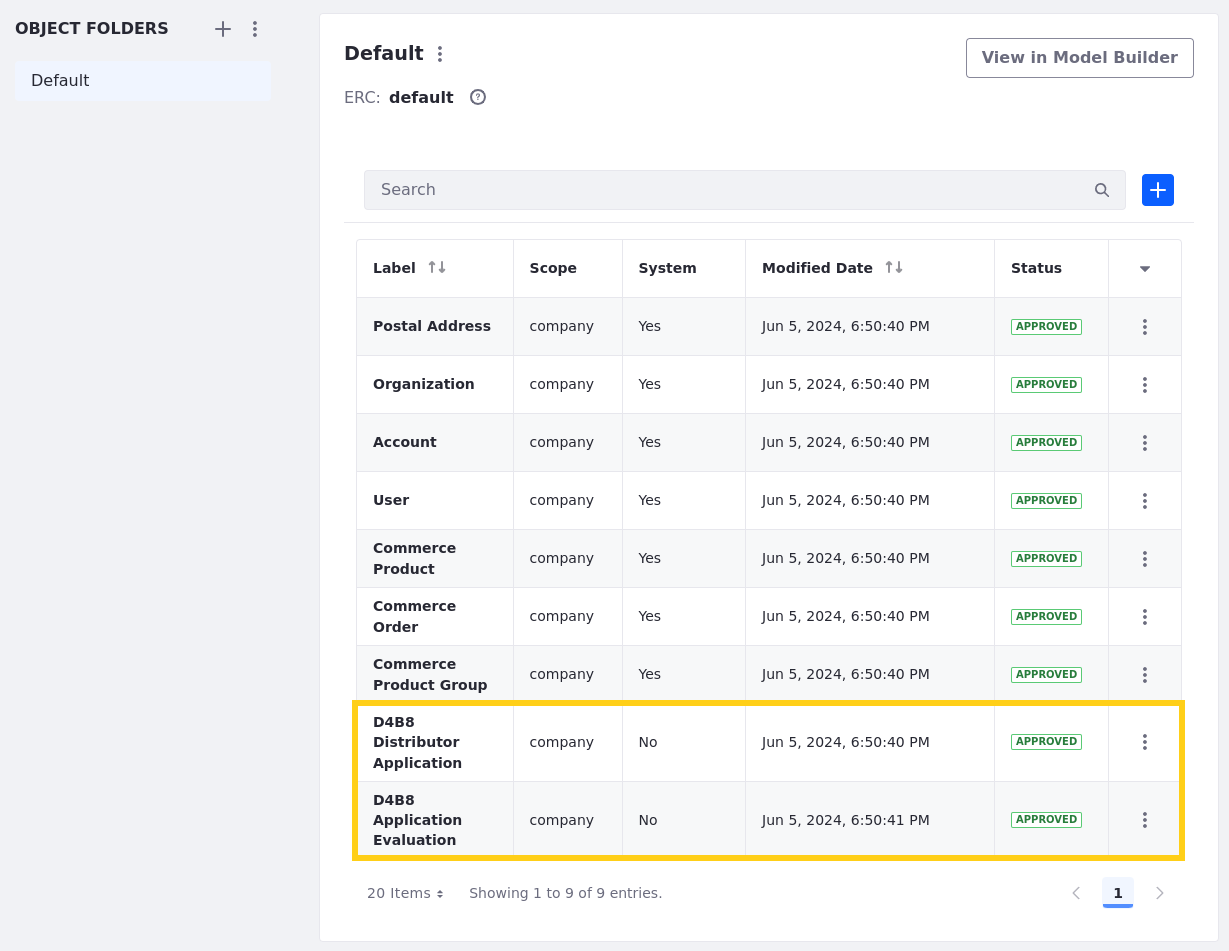 OBJECT FOLDERS
Default
Default
View in Model Builder
ERC: default ?
Search
Label Scope System Modified Date Status
Postal Address company Yes Jun 5, 2024, 6:50:40 PM APPROVED
Organization company Yes Jun 5, 2024, 6:50:40 PM APPROVED
Account company Yes Jun 5, 2024, 6:50:40 PM APPROVED
User company Yes Jun 5, 2024, 6:50:40 PM APPROVED
Commerce
Product company Yes Jun 5, 2024, 6:50:40 PM APPROVED
Commerce
Order company Yes Jun 5, 2024, 6:50:40 PM APPROVED
Commerce
Product Group company Yes Jun 5, 2024, 6:50:40 PM APPROVED
D4B8
Distributor company No Jun 5, 2024, 6:50:40 PM APPROVED
Application
D4B8
Application company No Jun 5, 2024, 6:50:41 PM APPROVED
Evaluation
20 Items Showing 1 to 9 of 9 entries. 1